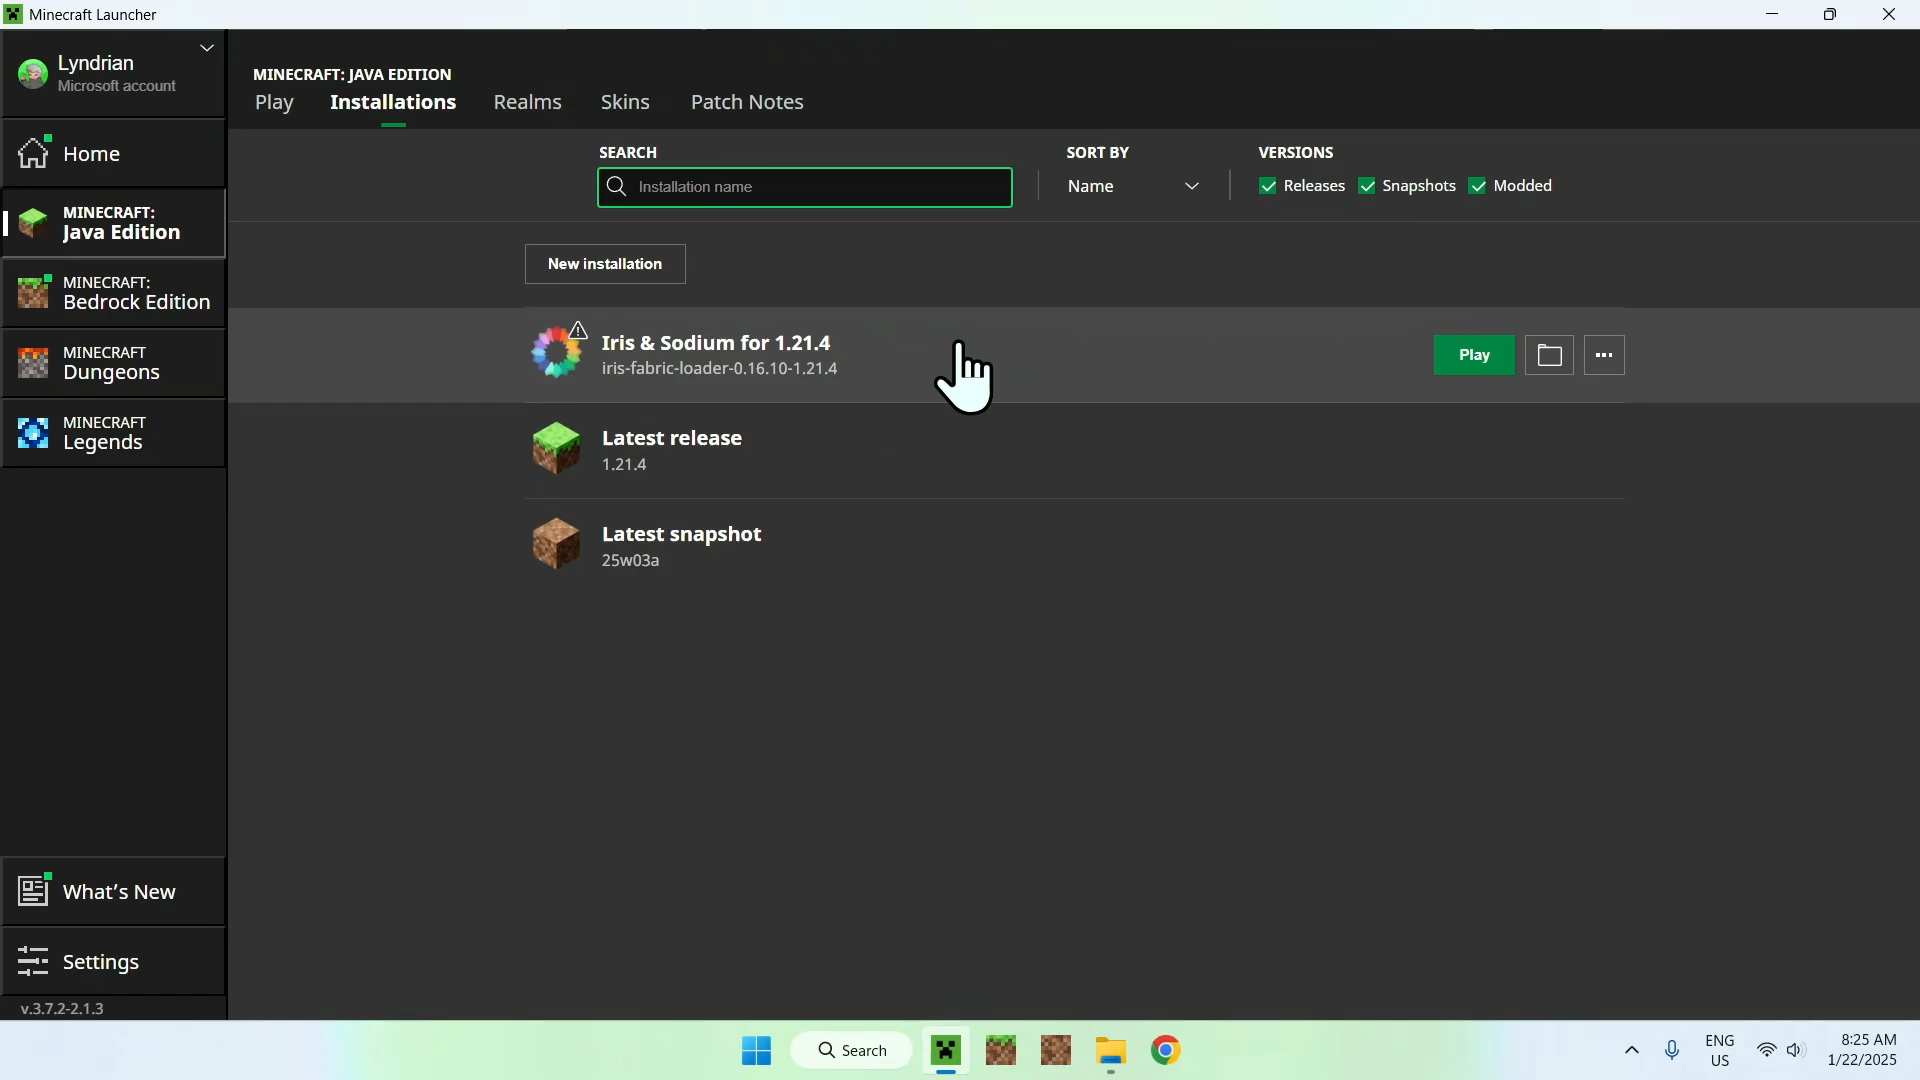 Minecraft Launcher
Lyndrian
Microsoft account
Home
MINECRAFT:
Java Edition
MINECRAFT:
Bedrock Edition
MINECRAFT
Dungeons
MINECRAFT
Legends
What's New
Settings
v.3.7.2-2.1.3
MINECRAFT: JAVA EDITION
Play Installations Realms Skins Patch Notes
SEARCH SORT BY VERSIONS
Installation name Name Releases Snapshots Modded
New installation
Iris & Sodium for 1.21.4
iris-fabric-loader-0.16.10-1.21.4
Play
Latest release
1.21.4
Latest snapshot
25w03a
Search
ENG
US
8:25 AM
1/22/2025